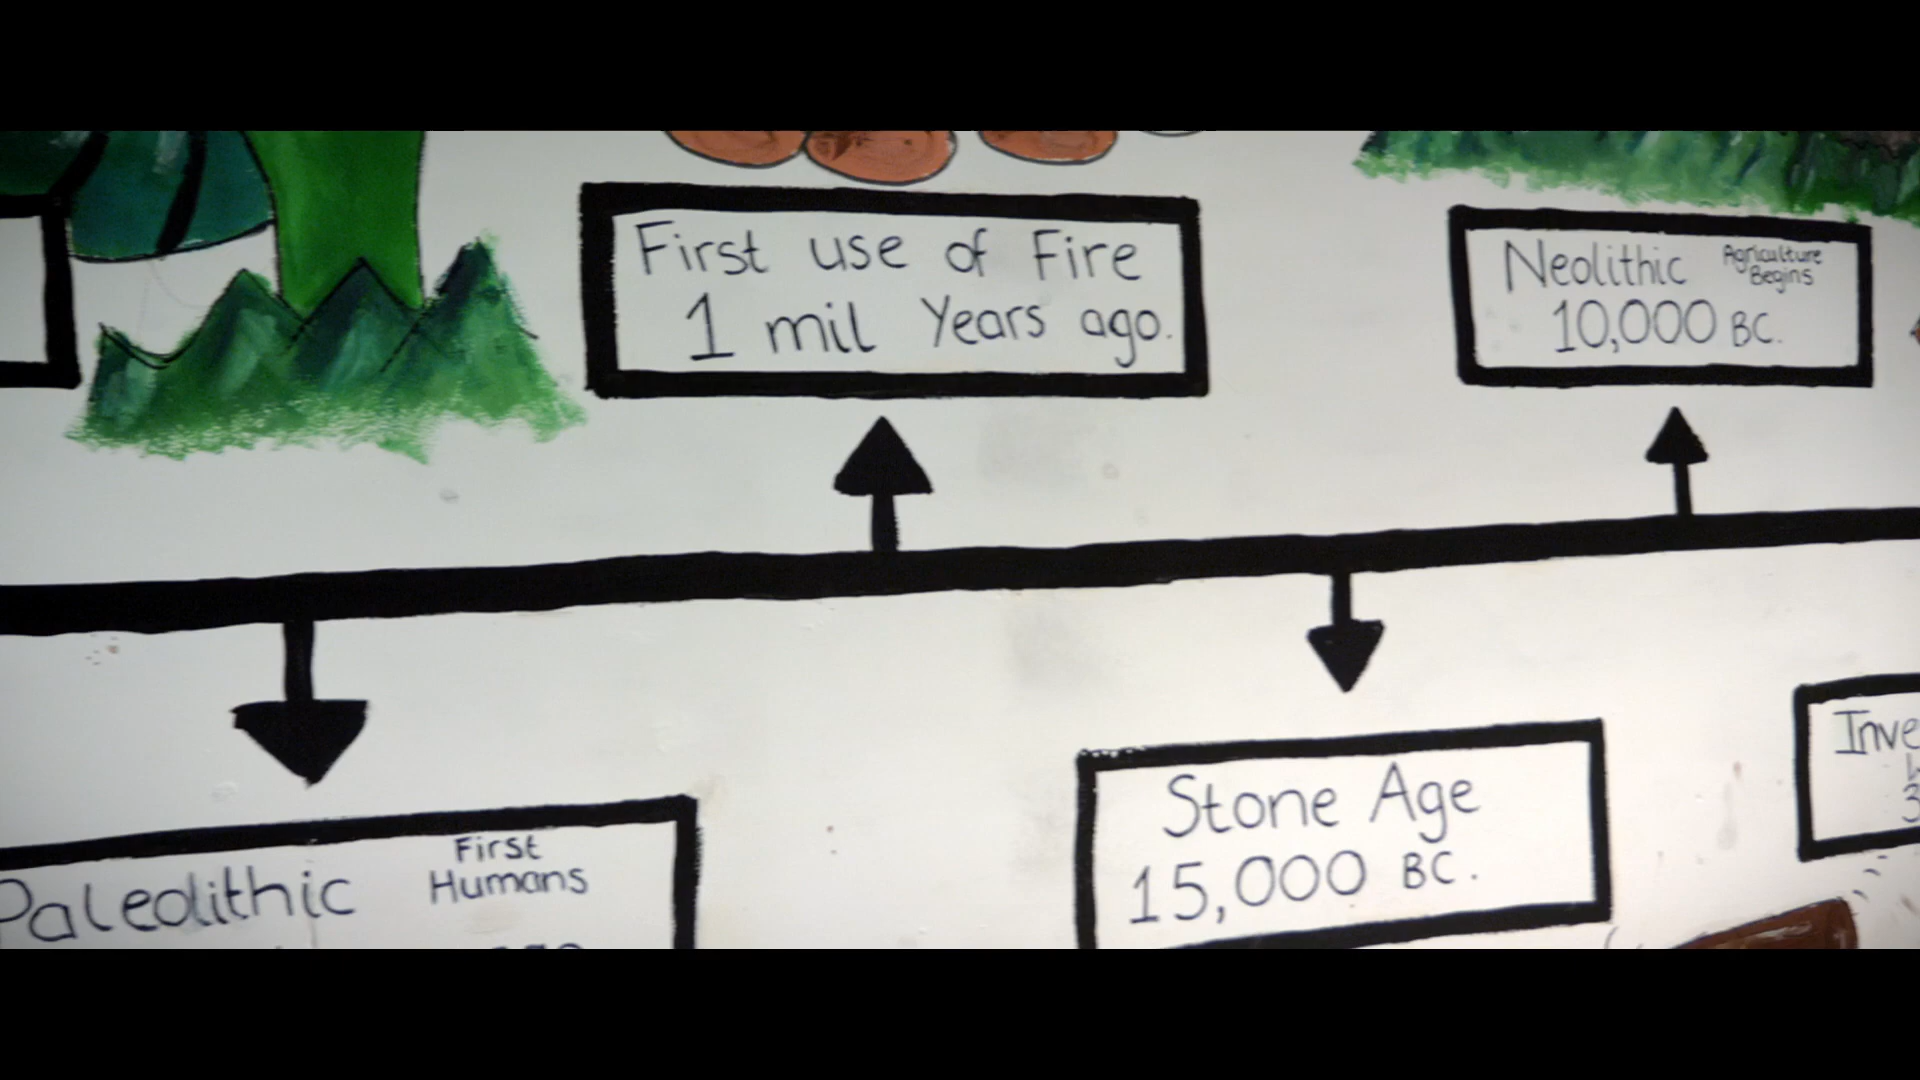 First use of Fire
1 mil Years ago.
Neolithic Agriculture Begins
10,000 BC.
Paleolithic First Humans
Stone Age
15,000 BC.